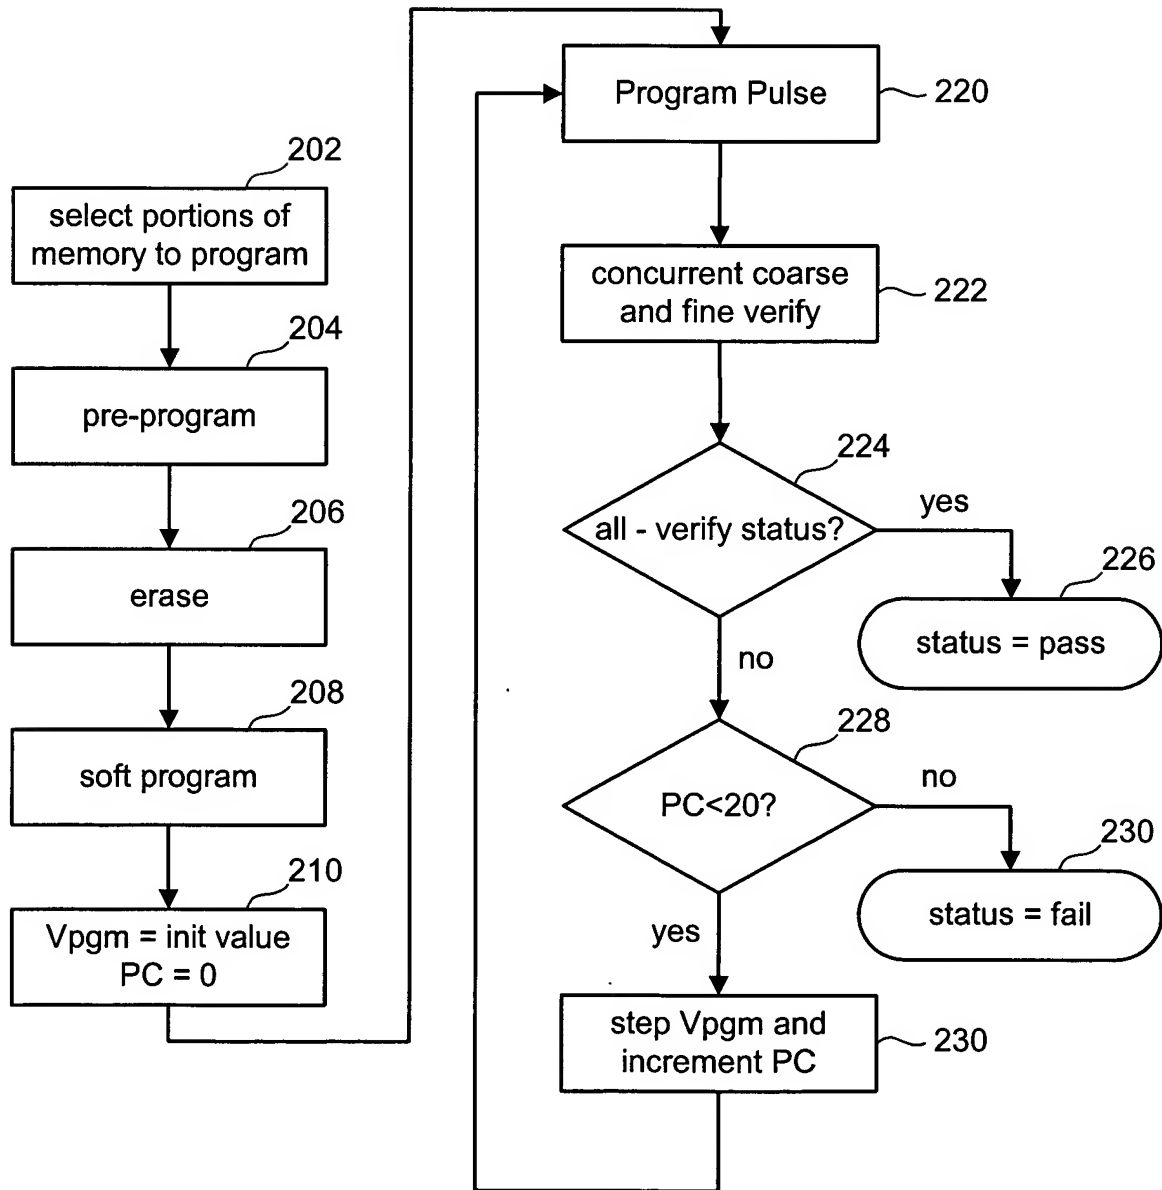 202
select portions of
memory to program
204
pre-program
206
erase
208
soft program
210
Vpgm = init value
PC = 0
Program Pulse
220
concurrent coarse
and fine verify
222
224
all - verify status?
yes
226
status = pass
no
228
PC<20?
no
230
status = fail
yes
step Vpgm and
increment PC
230